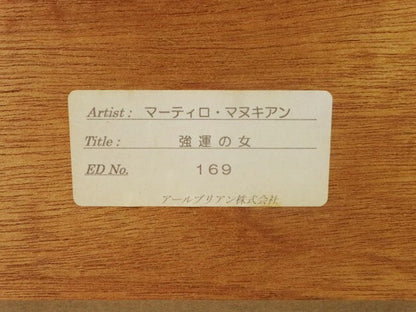 Artist : マーティロ・マヌキアン
Title : 強運の女
ED No. 169
アールブリアン株式会社